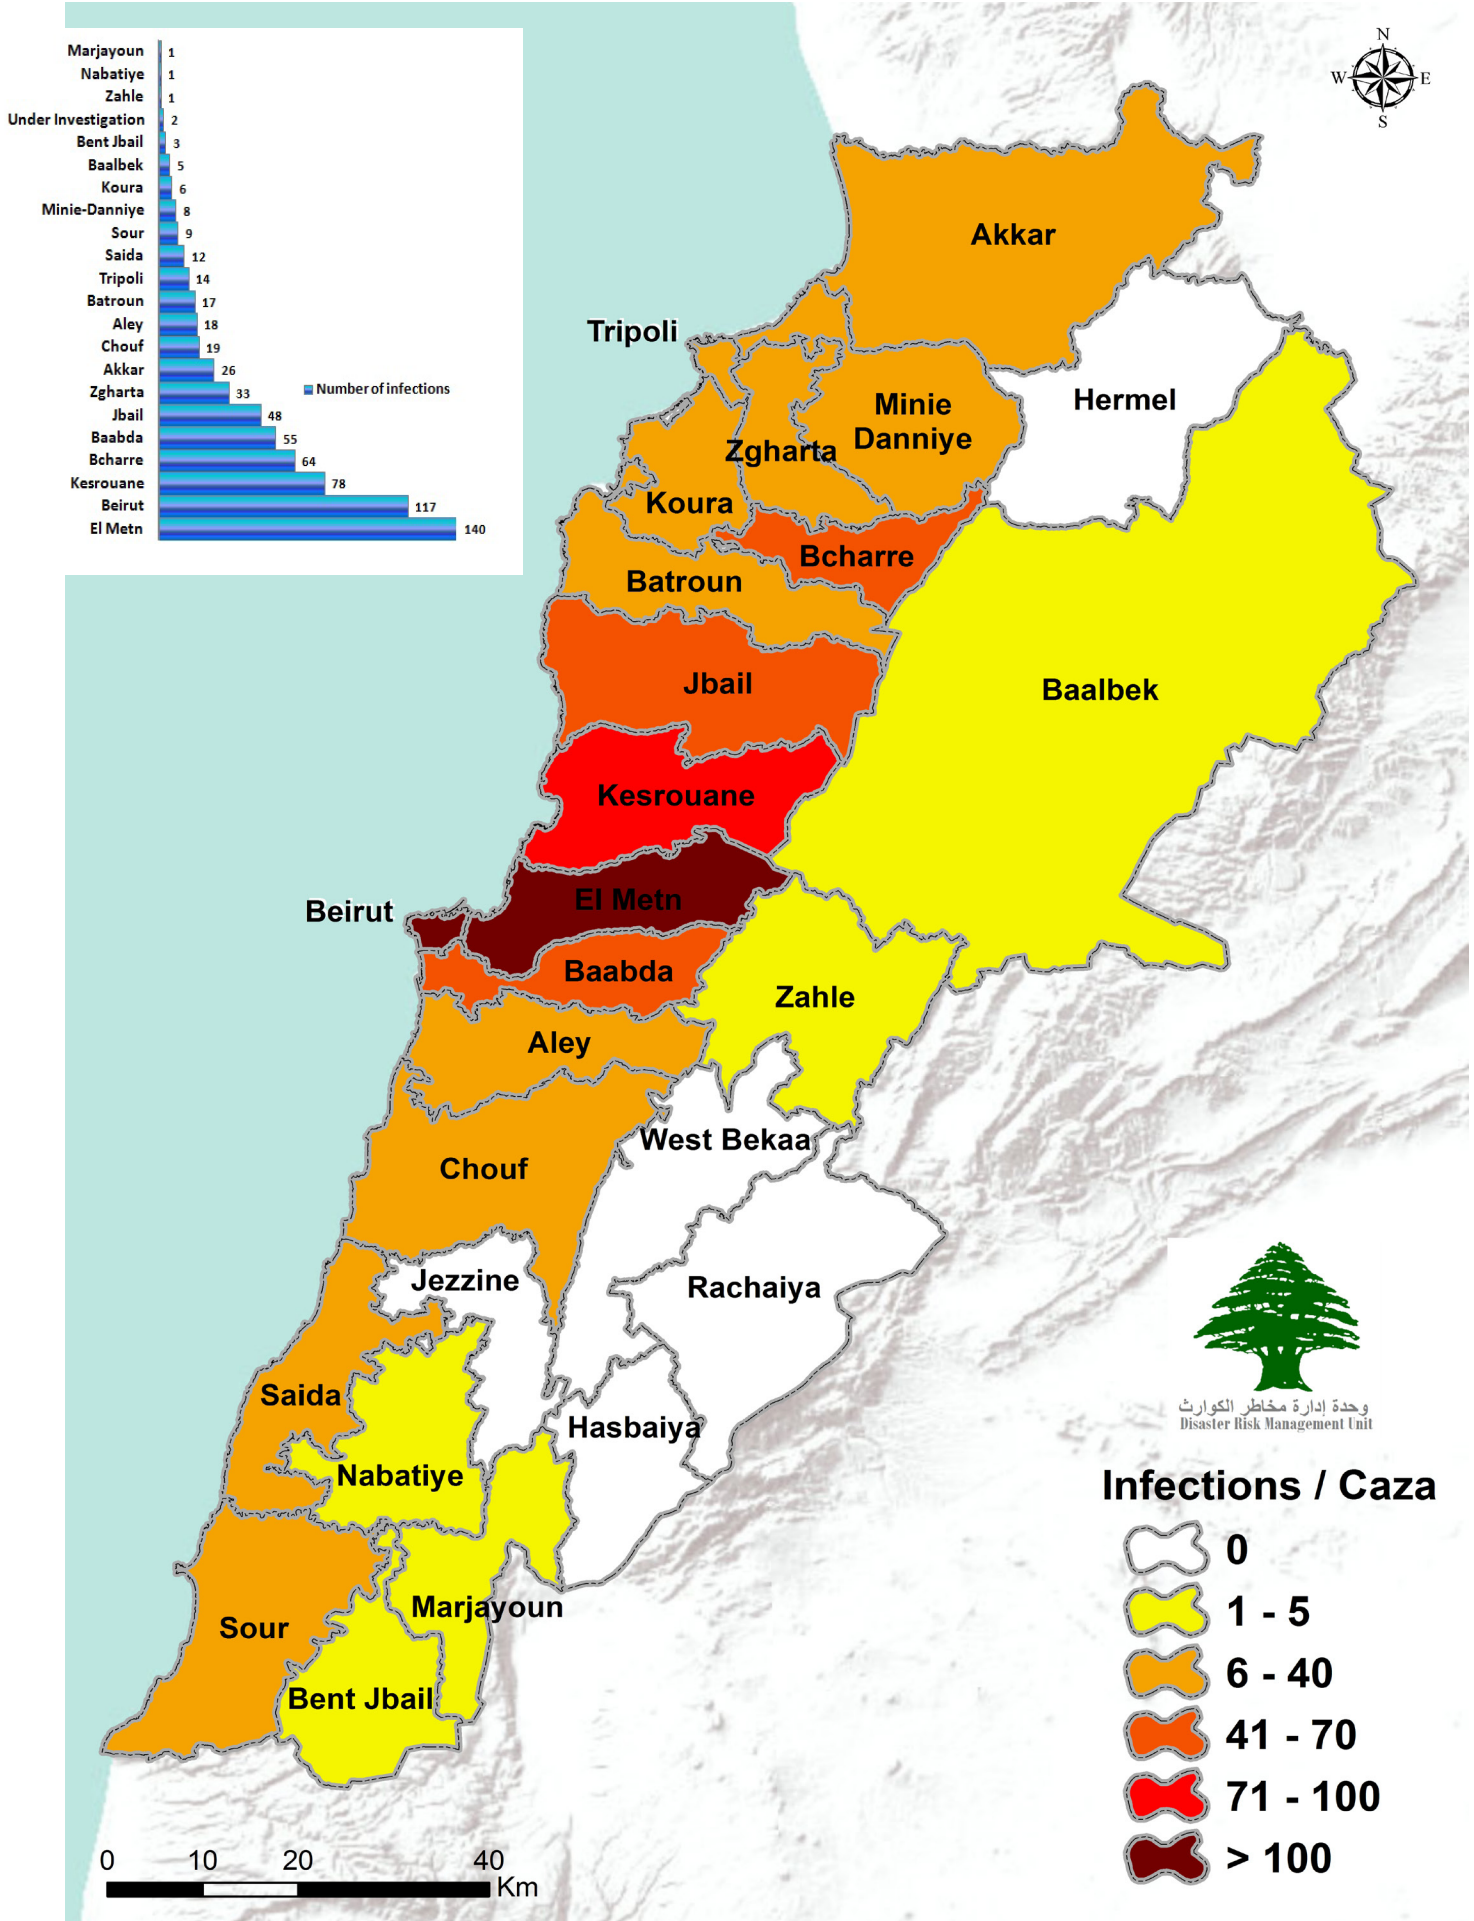 Marjayoun 1
Nabatiye 1
Zahle 1
Under Investigation 2
Bent Jbail 3
Baalbek 5
Koura 6
Minie-Danniye 8
Sour 9
Saida 12
Tripoli 14
Batroun 17
Aley 18
Chouf 19
Akkar 26
Zgharta 33
Jbail 48
Baabda 55
Bcharre 64
Kesrouane 78
Beirut 117
El Metn 140
Number of infections
N
W E
S
Akkar
Tripoli
Hermel
Minie
Danniye
Zgharta
Koura
Bcharre
Batroun
Jbail
Baalbek
Kesrouane
El Metn
Beirut
Baabda
Zahle
Aley
West Bekaa
Chouf
Jezzine
Rachaiya
Saida
Hasbaiya
Nabatiye
Marjayoun
Sour
Bent Jbail
وحدة إدارة مخاطر الكوارث
Disaster Risk Management Unit
Infections / Caza
0
1 - 5
6 - 40
41 - 70
71 - 100
> 100
0 10 20 40
Km